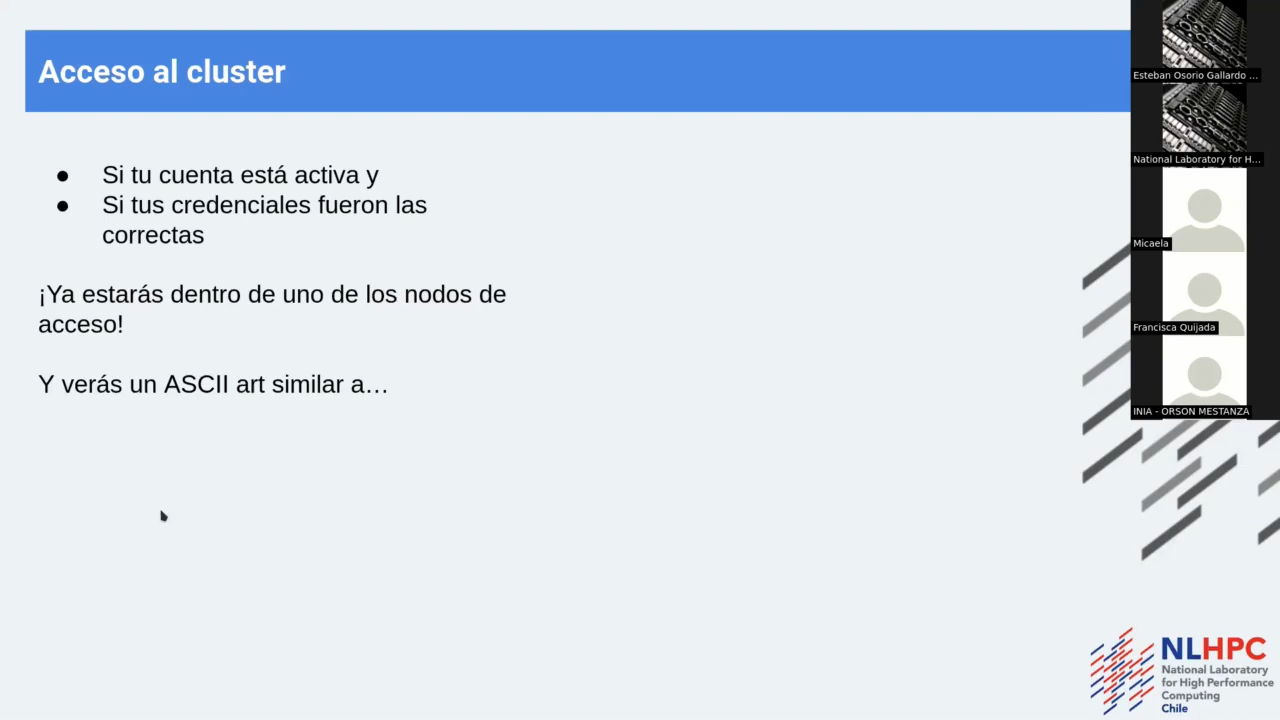 Acceso al cluster
● Si tu cuenta está activa y
● Si tus credenciales fueron las
correctas
¡Ya estarás dentro de uno de los nodos de
acceso!
Y verás un ASCII art similar a…
Esteban Osorio Gallardo ...
National Laboratory for H...
Micaela
Francisca Quijada
INIA - ORSON MESTANZA
NLHPC
National Laboratory
for High Performance
Computing
Chile